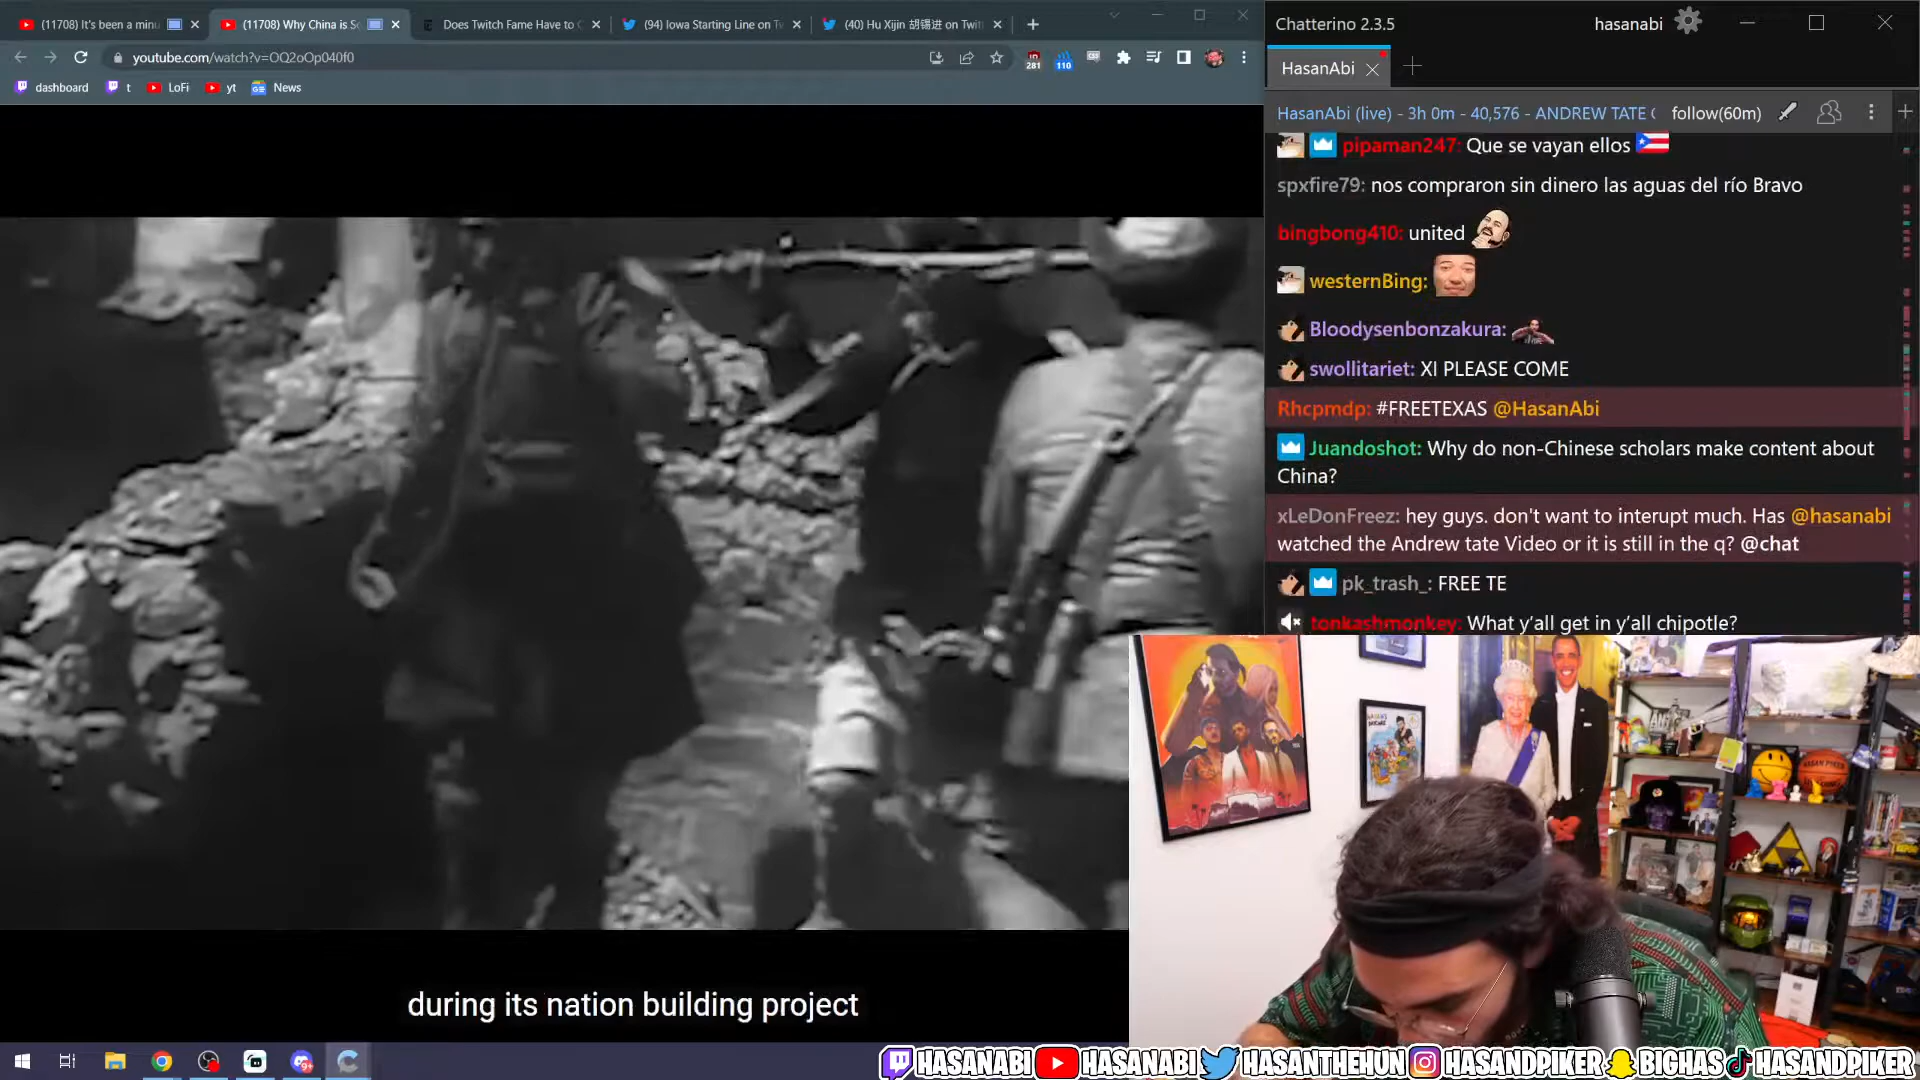 (11708) It's been a minu
(11708) Why China is S
Does Twitch Fame Have to C
(94) Iowa Starting Line on Tw
(40) Hu Xijin 胡锡进 on Twitt
youtube.com/watch?v=OQ2oOp040f0
281
110
dashboard
t
LoFi
yt
News
during its nation building project
Chatterino 2.3.5
hasanabi
HasanAbi
HasanAbi (live) - 3h 0m - 40,576 - ANDREW TATE
follow(60m)
pipaman247: Que se vayan ellos
spxfire79: nos compraron sin dinero las aguas del río Bravo
bingbong410: united
westernBing:
Bloodysenbonzakura:
swollitariet: XI PLEASE COME
Rhcpmdp: #FREETEXAS @HasanAbi
Juandoshot: Why do non-Chinese scholars make content about
China?
xLeDonFreez: hey guys. don't want to interupt much. Has @hasanabi
watched the Andrew tate Video or it is still in the q? @chat
pk_trash_: FREE TE
tonkashmonkey: What y'all get in y'all chipotle?
HASANABI
HASANABI
HASANTHEHUN
HASANDPIKER
BIGHAS
HASANDPIKER